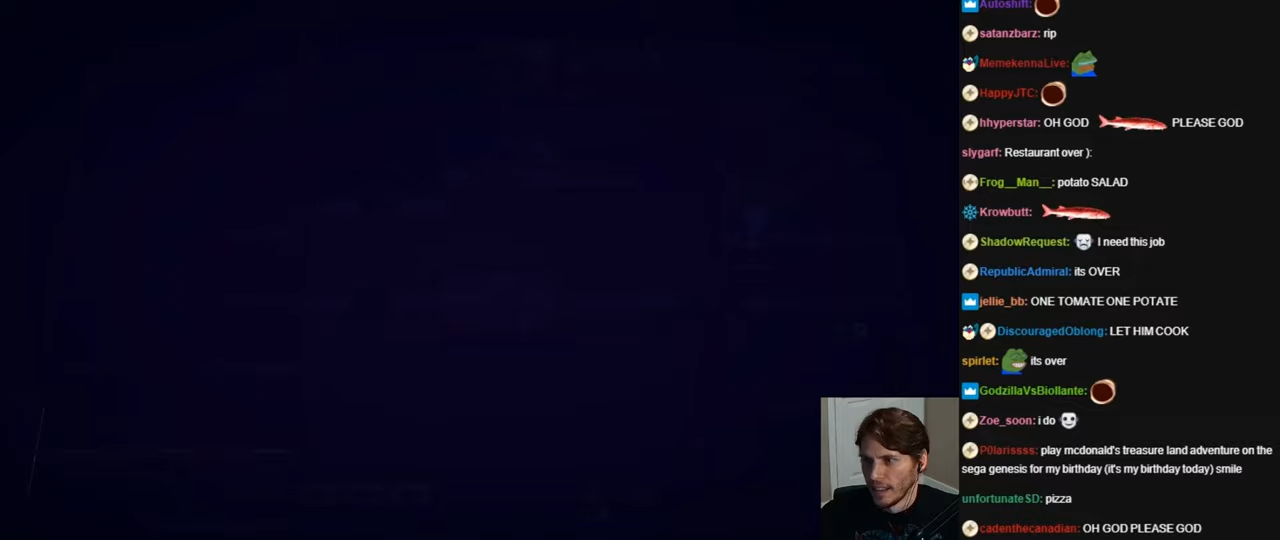 Autoshift:
satanzbarz: rip
MemekennaLive:
HappyJTC:
hhyperstar: OH GOD PLEASE GOD
slygarf: Restaurant over ):
Frog__Man__: potato SALAD
Krowbutt:
ShadowRequest: I need this job
RepublicAdmiral: its OVER
jellie_bb: ONE TOMATE ONE POTATE
DiscouragedOblong: LET HIM COOK
spirlet: its over
GodzillaVsBiollante:
Zoe_soon: i do
P0larissss: play mcdonald's treasure land adventure on the
sega genesis for my birthday (it's my birthday today) smile
unfortunateSD: pizza
cadenthecanadian: OH GOD PLEASE GOD